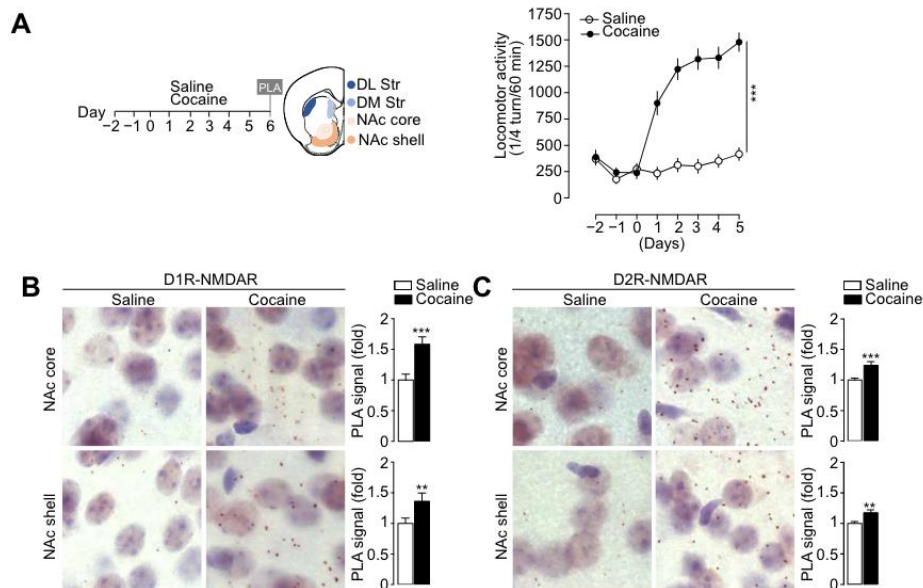 A
Saline
Cocaine
PLA
Day
−2 −1 0 1 2 3 4 5 6
DL Str
DM Str
NAc core
NAc shell
Saline
Cocaine
Locomotor activity
(1/4 turn/60 min)
1750
1500
1250
1000
750
500
250
0
***
−2 −1 0 1 2 3 4 5
(Days)
B
D1R-NMDAR
Saline
Cocaine
Saline
Cocaine
NAc core
PLA signal (fold)
2
1.5
1
0.5
0
***
NAc shell
PLA signal (fold)
2
1.5
1
0.5
0
**
C
D2R-NMDAR
Saline
Cocaine
Saline
Cocaine
NAc core
PLA signal (fold)
2
1.5
1
0.5
0
***
NAc shell
PLA signal (fold)
2
1.5
1
0.5
0
**